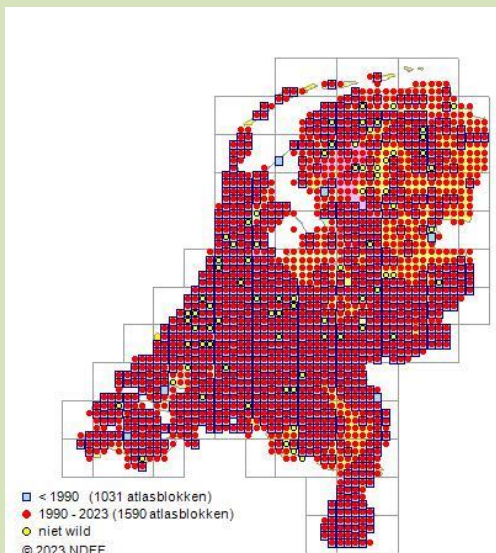 < 1990 (1031 atlasblokken)
1990 - 2023 (1590 atlasblokken)
niet wild
© 2023 NDFF